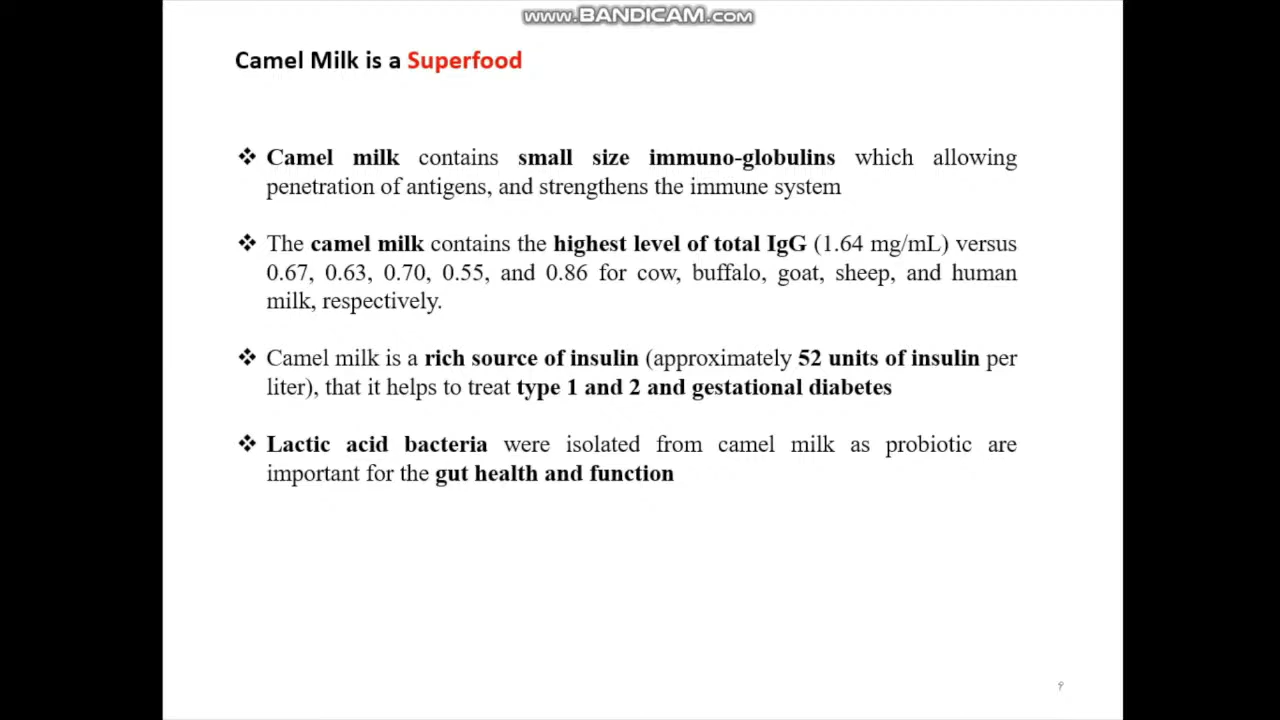 www.BANDICAM.com
Camel Milk is a Superfood
❖ Camel milk contains small size immuno-globulins which allowing
penetration of antigens, and strengthens the immune system
❖ The camel milk contains the highest level of total IgG (1.64 mg/mL) versus
0.67, 0.63, 0.70, 0.55, and 0.86 for cow, buffalo, goat, sheep, and human
milk, respectively.
❖ Camel milk is a rich source of insulin (approximately 52 units of insulin per
liter), that it helps to treat type 1 and 2 and gestational diabetes
❖ Lactic acid bacteria were isolated from camel milk as probiotic are
important for the gut health and function